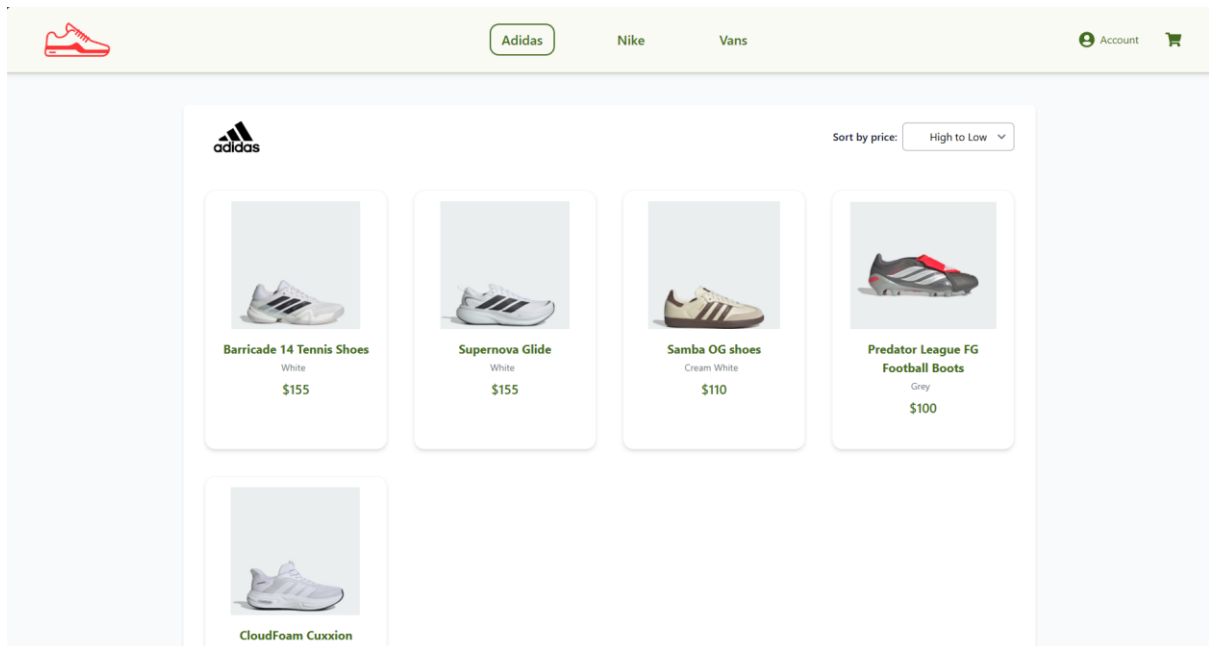 Adidas
Nike
Vans
Account
adidas
Sort by price:
High to Low
Barricade 14 Tennis Shoes
White
$155
Supernova Glide
White
$155
Samba OG shoes
Cream White
$110
Predator League FG
Football Boots
Grey
$100
CloudFoam Cuxxion